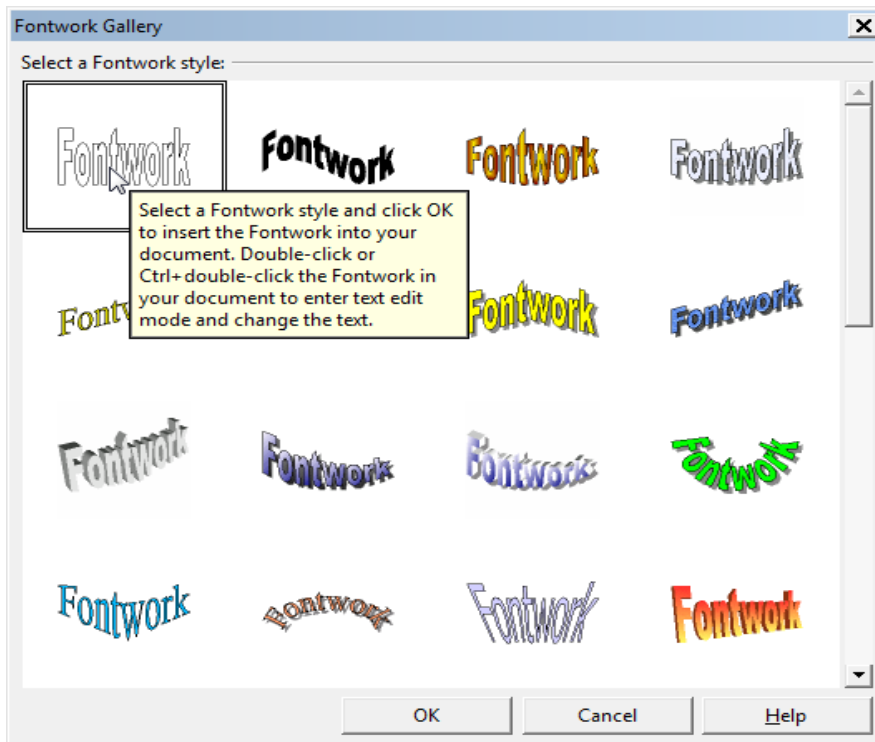 Fontwork Gallery
Select a Fontwork style:
Fontwork Fontwork Fontwork Fontwork
Select a Fontwork style and click OK
to insert the Fontwork into your
document. Double-click or
Ctrl+double-click the Fontwork in
your document to enter text edit
mode and change the text.
Fontwork Fontwork
Fontwork Fontwork Fontwork Fontwork
Fontwork Fontwork Fontwork Fontwork
OK Cancel Help